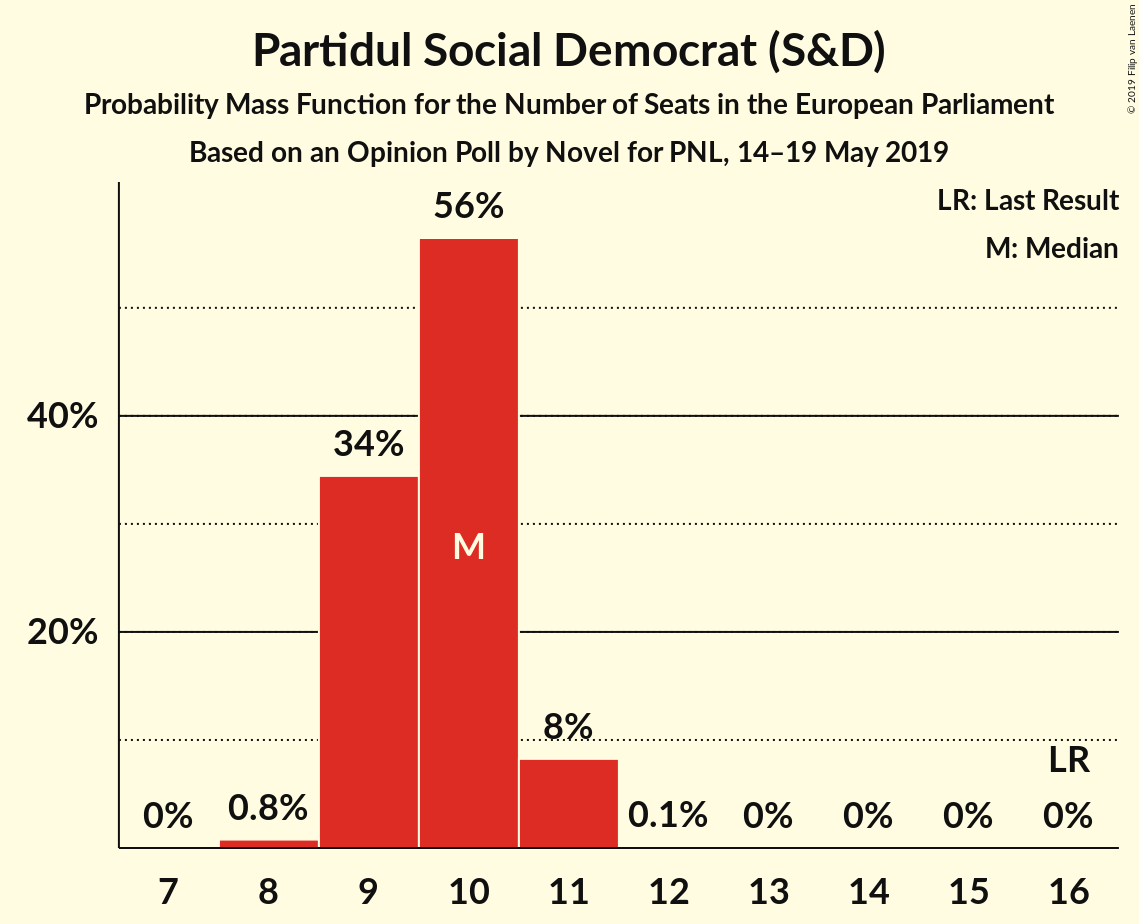 Partidul Social Democrat (S&D)
Probability Mass Function for the Number of Seats in the European Parliament
Based on an Opinion Poll by Novel for PNL, 14–19 May 2019
© 2019 Filip van Laenen
LR: Last Result
M: Median
56%
40%
34%
M
20%
8%
LR
0%
0.8%
0.1%
0%
0%
0%
0%
7 8 9 10 11 12 13 14 15 16